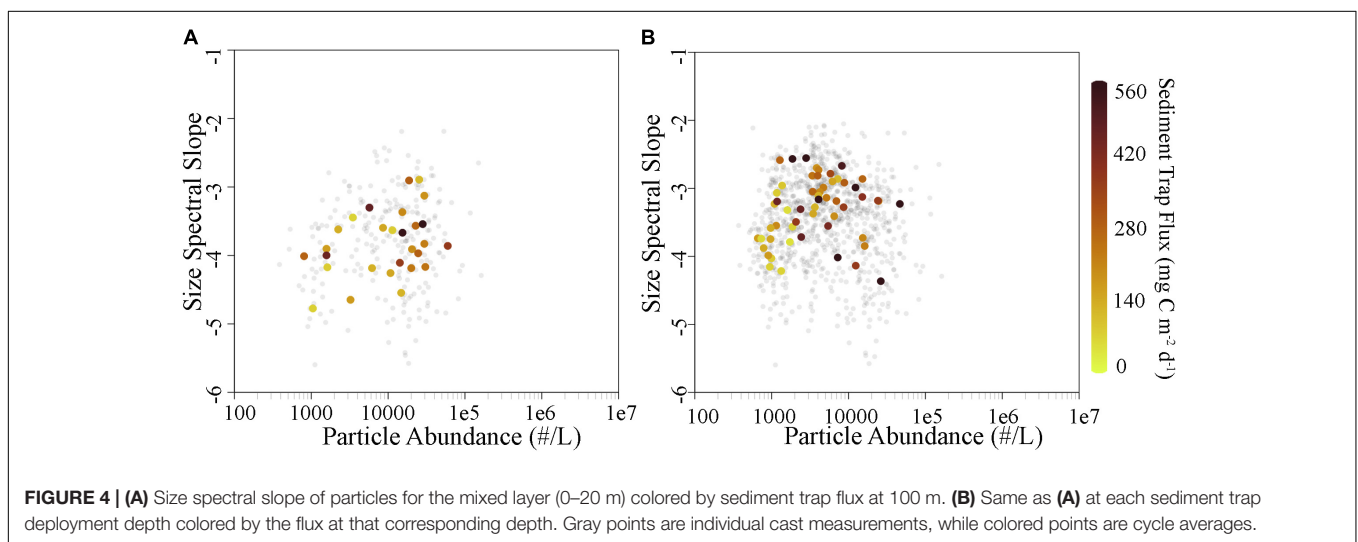 A
B
-1
-2
-3
-4
-5
-6
Size Spectral Slope
100 1000 10000 1e5 1e6 1e7
Particle Abundance (#/L)
-1
-2
-3
-4
-5
-6
Size Spectral Slope
100 1000 10000 1e5 1e6 1e7
Particle Abundance (#/L)
560
420
280
140
0
Sediment Trap Flux (mg C m⁻² d⁻¹)
FIGURE 4 | (A) Size spectral slope of particles for the mixed layer (0–20 m) colored by sediment trap flux at 100 m. (B) Same as (A) at each sediment trap
deployment depth colored by the flux at that corresponding depth. Gray points are individual cast measurements, while colored points are cycle averages.